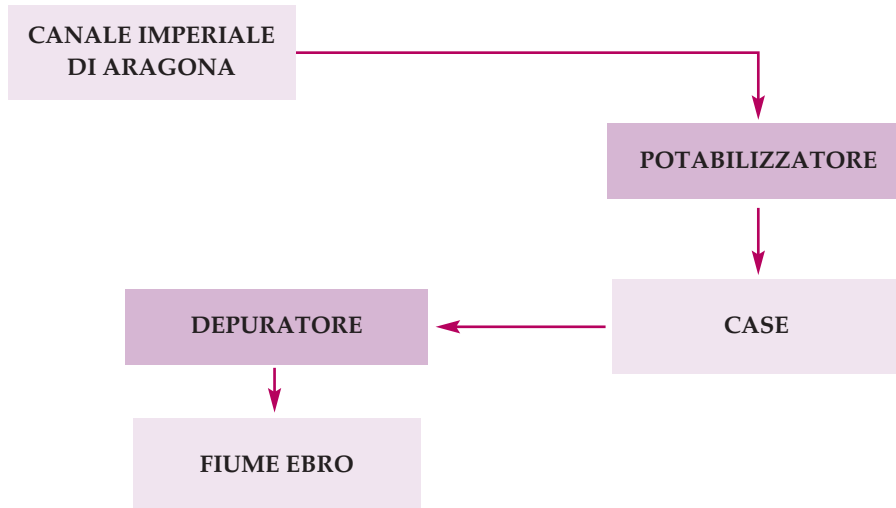 CANALE IMPERIALE
DI ARAGONA
POTABILIZZATORE
CASE
DEPURATORE
FIUME EBRO